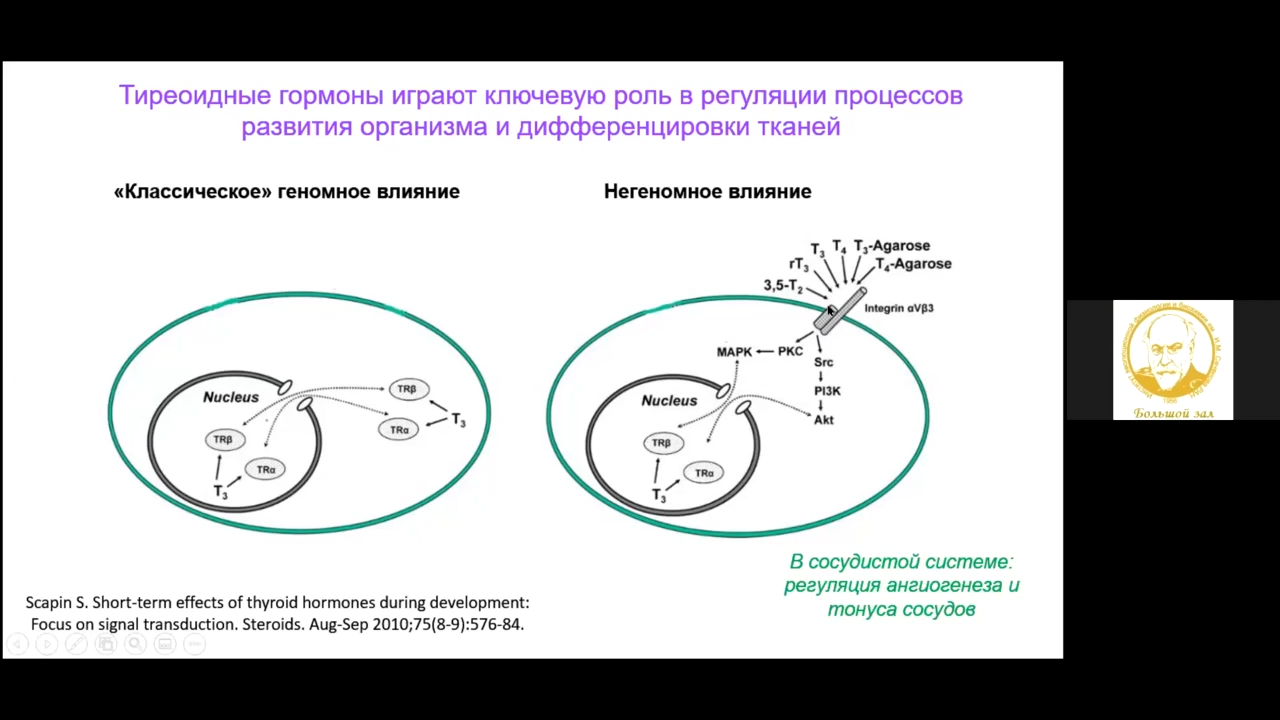 Тиреоидные гормоны играют ключевую роль в регуляции процессов
развития организма и дифференцировки тканей
«Классическое» геномное влияние
Негеномное влияние
Nucleus
TRβ
TRα
T3
TRβ
TRα
T3
3,5-T2
rT3
T3
T4
T3-Agarose
T4-Agarose
Integrin αVβ3
MAPK
PKC
Src
PI3K
Akt
Nucleus
TRβ
TRα
T3
В сосудистой системе:
регуляция ангиогенеза и
тонуса сосудов
Scapin S. Short-term effects of thyroid hormones during development:
Focus on signal transduction. Steroids. Aug-Sep 2010;75(8-9):576-84.
Большой зал